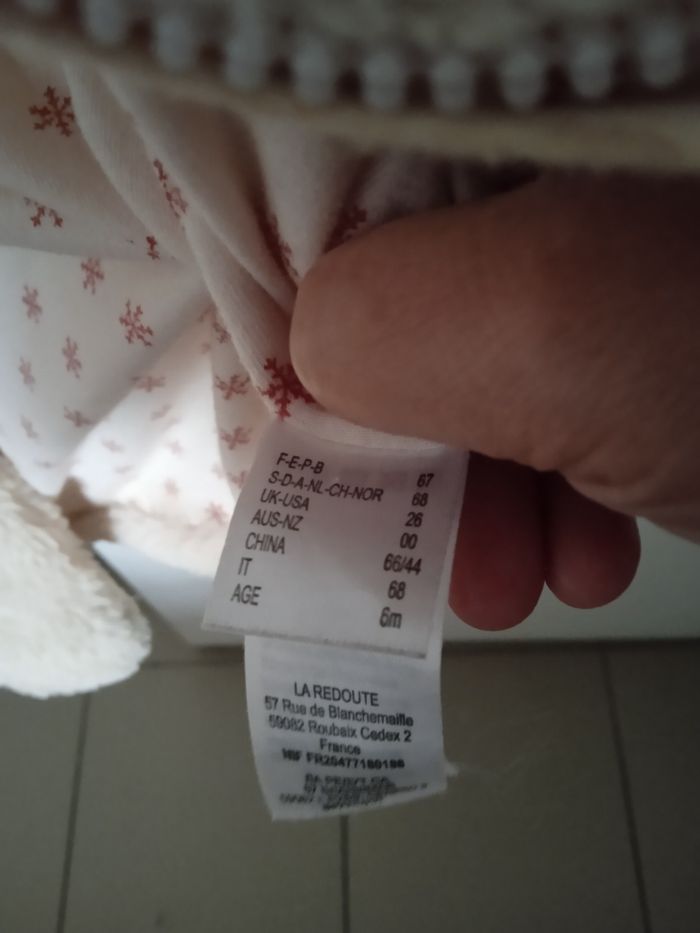 F-E-P-B 67
S-D-A-NL-CH-NOR 68
UK-USA 26
AUS-NZ 00
CHINA 66/44
IT 68
AGE 6m
LA REDOUTE
57 Rue de Blanchemaille
59082 Roubaix Cedex 2
France